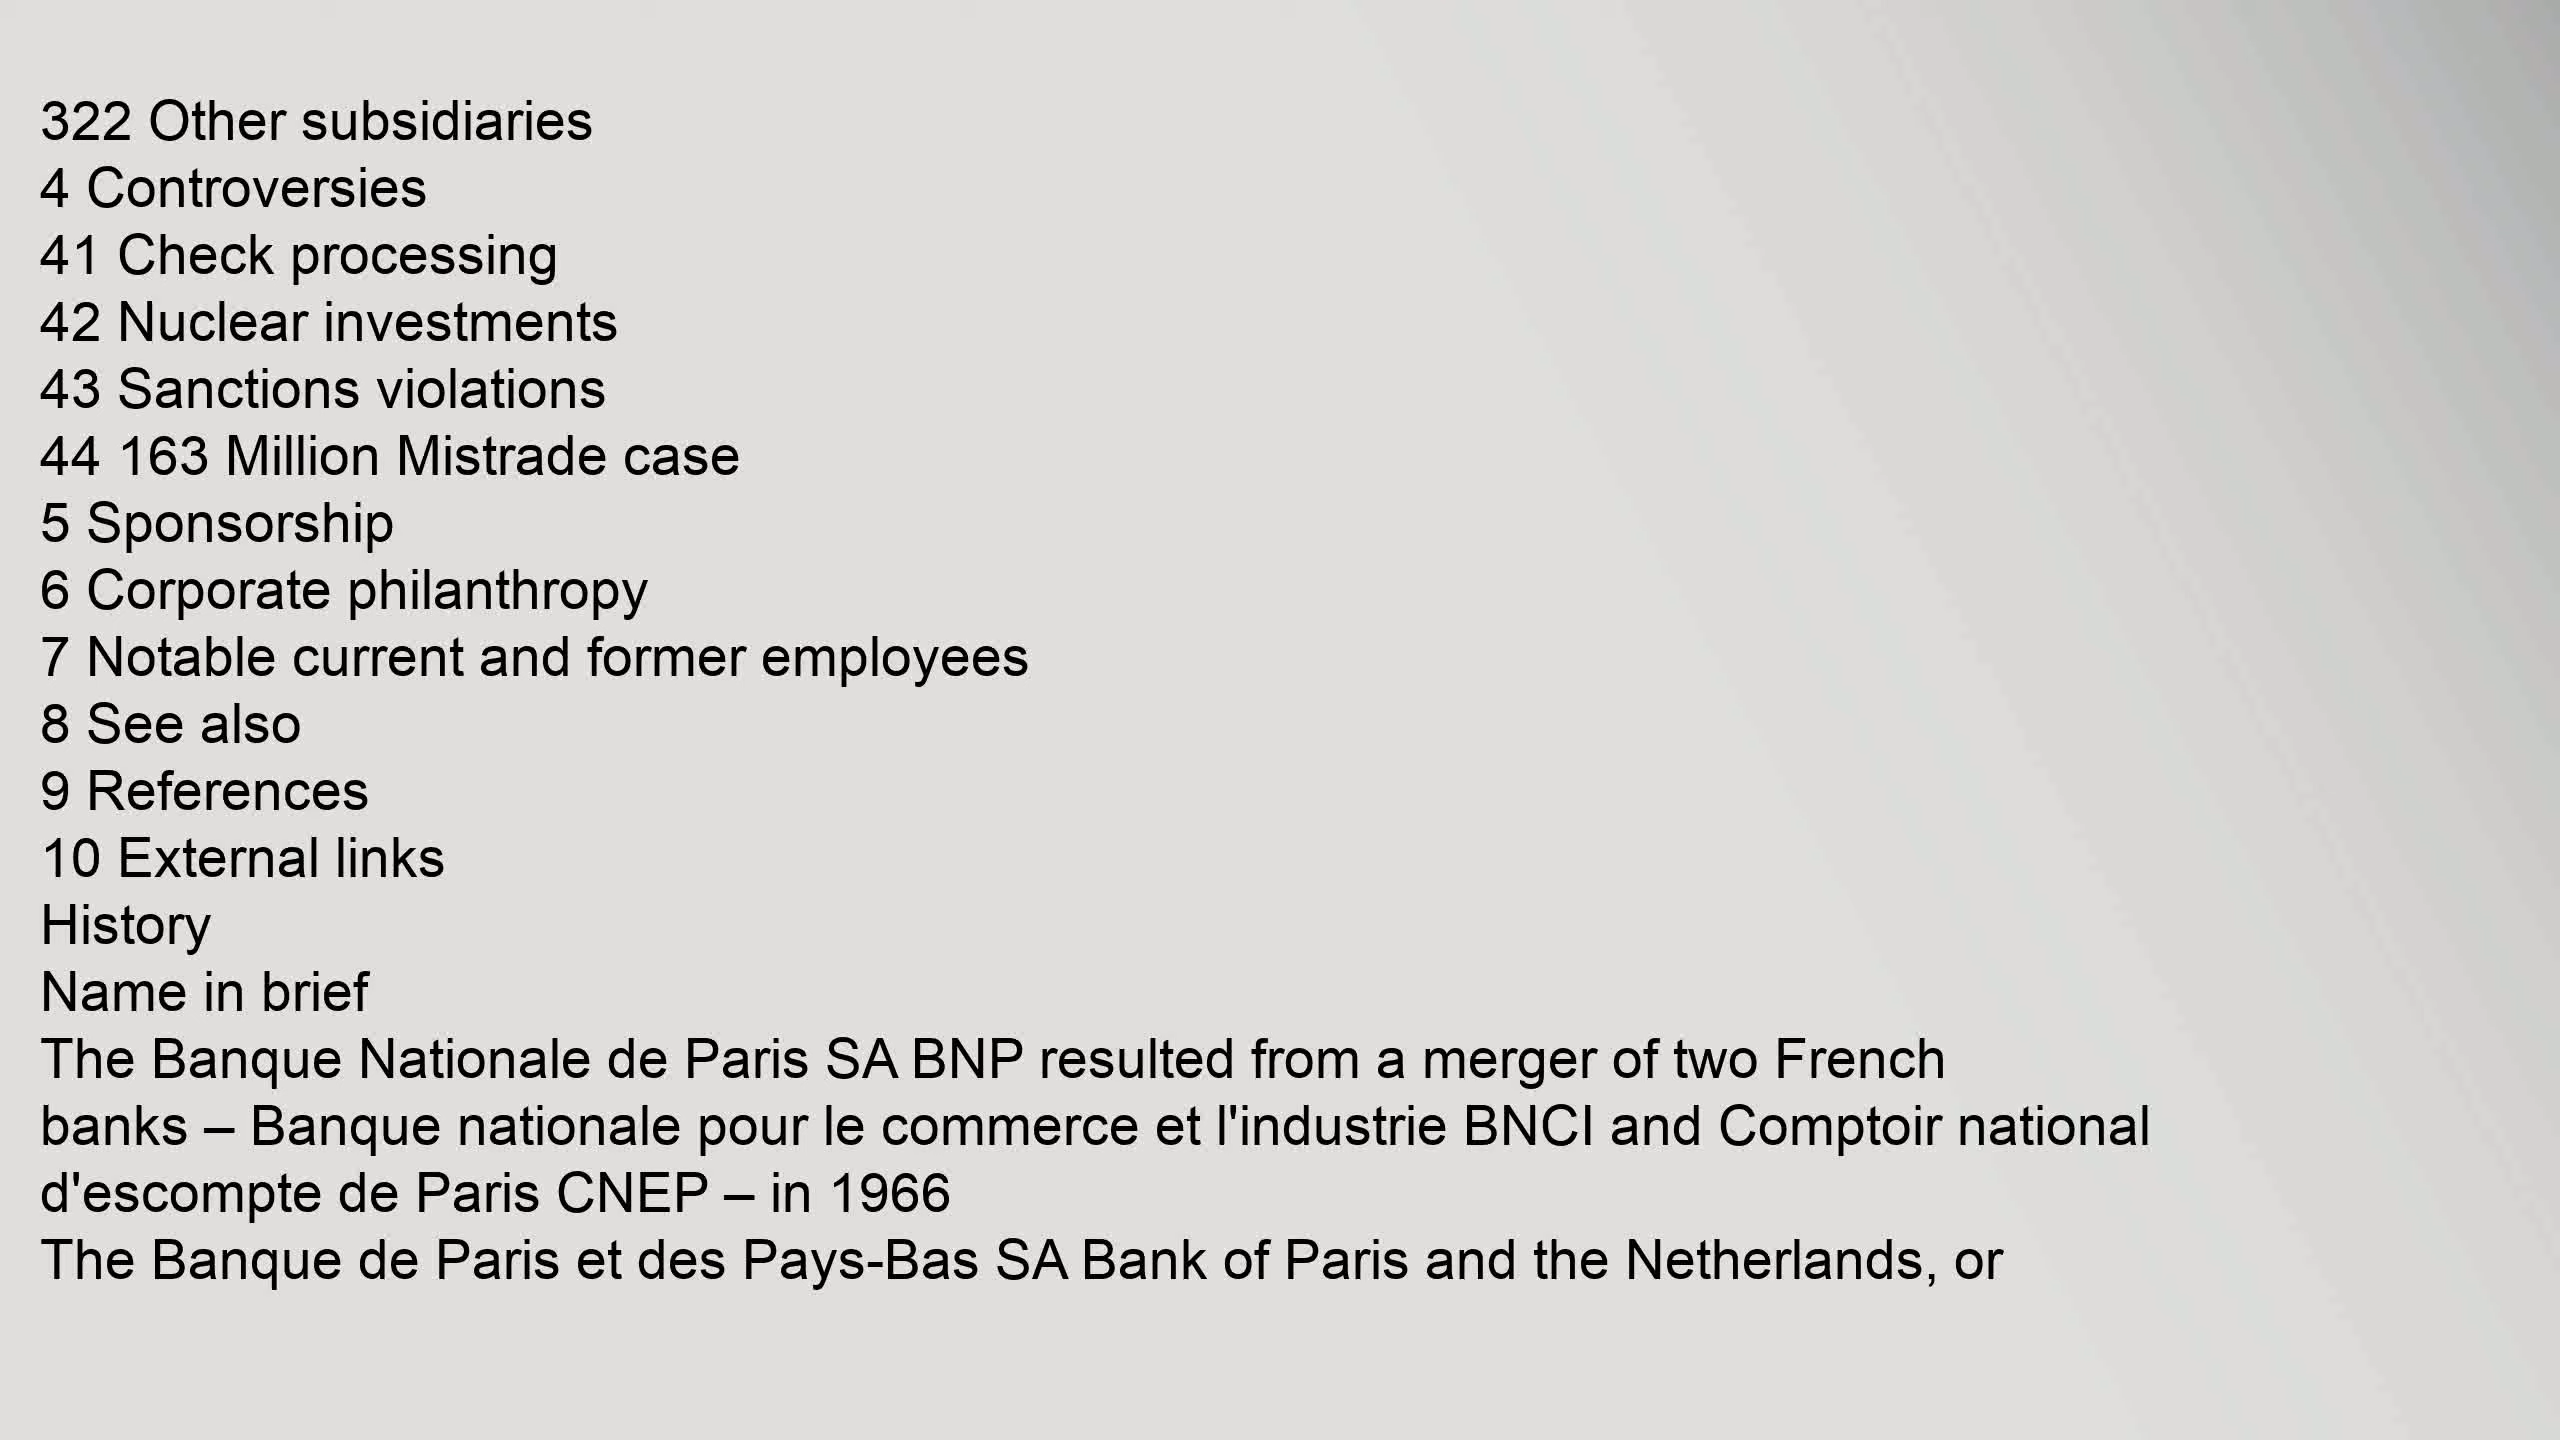 322 Other subsidiaries
4 Controversies
41 Check processing
42 Nuclear investments
43 Sanctions violations
44 163 Million Mistrade case
5 Sponsorship
6 Corporate philanthropy
7 Notable current and former employees
8 See also
9 References
10 External links
History
Name in brief
The Banque Nationale de Paris SA BNP resulted from a merger of two French
banks – Banque nationale pour le commerce et l'industrie BNCI and Comptoir national
d'escompte de Paris CNEP – in 1966
The Banque de Paris et des Pays-Bas SA Bank of Paris and the Netherlands, or